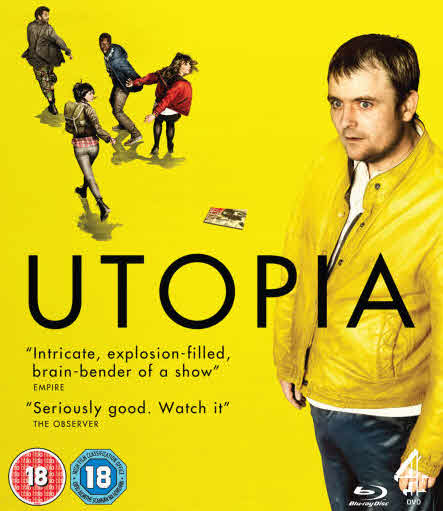 UTOPIA
“Intricate, explosion-filled,
brain-bender of a show”
EMPIRE
“Seriously good. Watch it”
THE OBSERVER
18
18
Blu-ray Disc
4
DVD